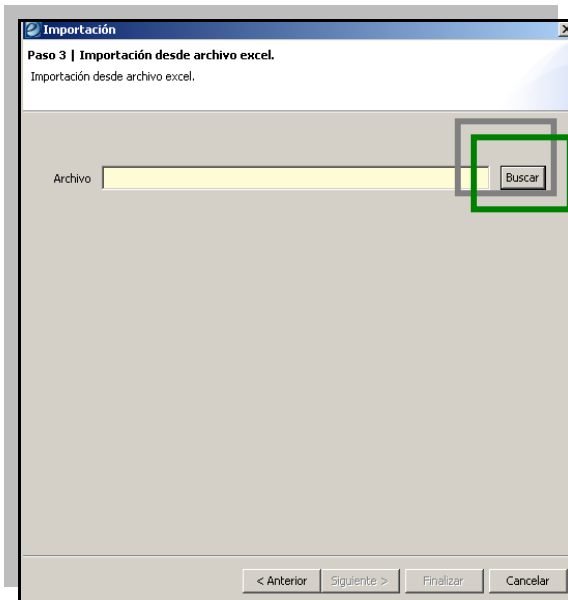 Importación
Paso 3 | Importación desde archivo excel.
Importación desde archivo excel.
Archivo
Buscar
< Anterior Siguiente > Finalizar Cancelar